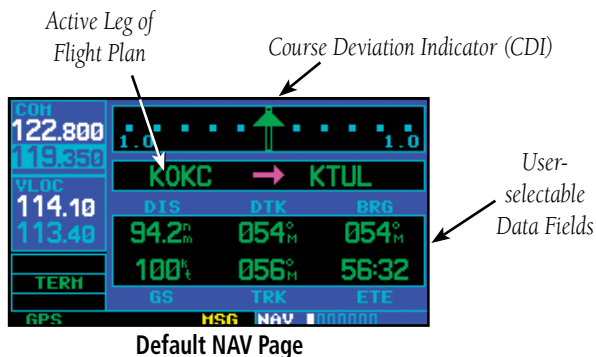 Active Leg of
Flight Plan
Course Deviation Indicator (CDI)
COM
122.800
119.350
VLOC
114.10
113.40
TERM
GPS
1.0 1.0
KOKC KTUL
DIS DTK BRG
94.2nm 054°M 054°M
100kt 056°M 56:32
GS TRK ETE
MSG NAV
User-
selectable
Data Fields
Default NAV Page